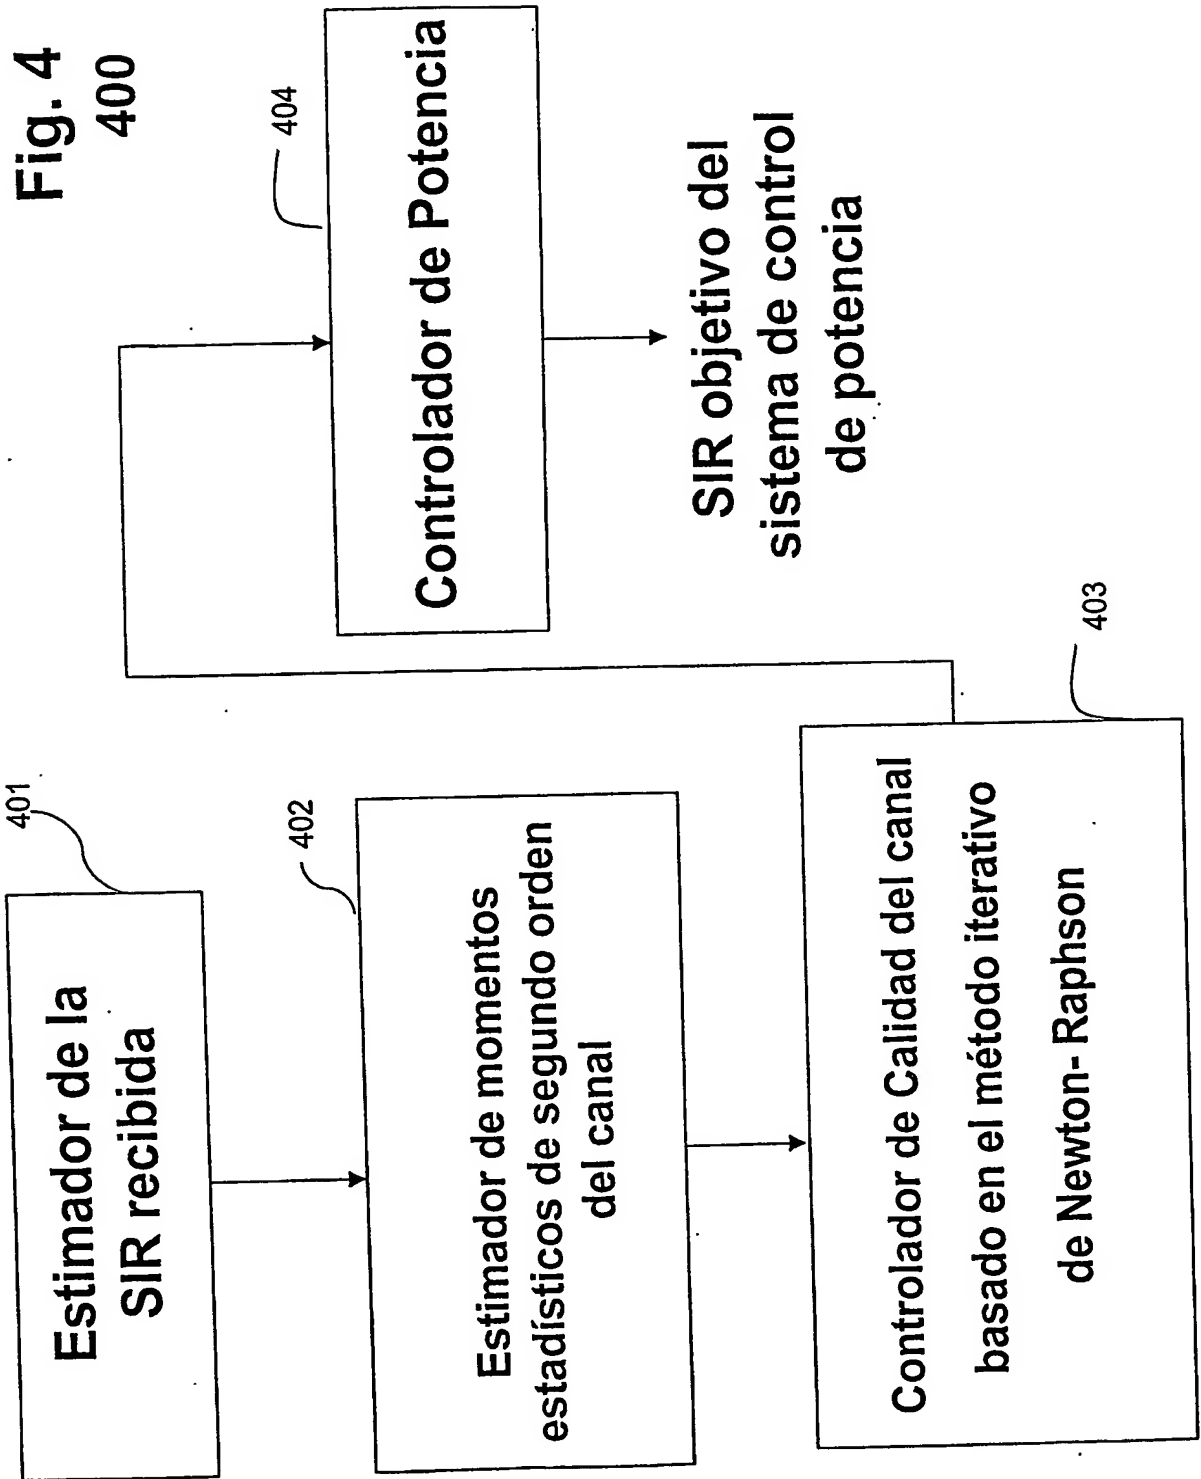 Fig. 4
400
401
Estimador de la
SIR recibida
402
Estimador de momentos
estadísticos de segundo orden
del canal
403
Controlador de Calidad del canal
basado en el método iterativo
de Newton- Raphson
404
Controlador de Potencia
SIR objetivo del
sistema de control
de potencia